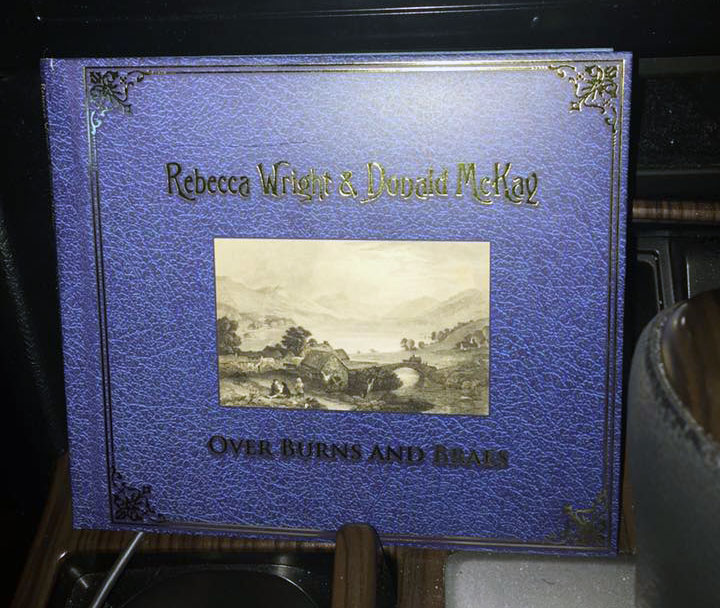 Rebecca Wright & Donald McKay
OVER BURNS AND BRAES